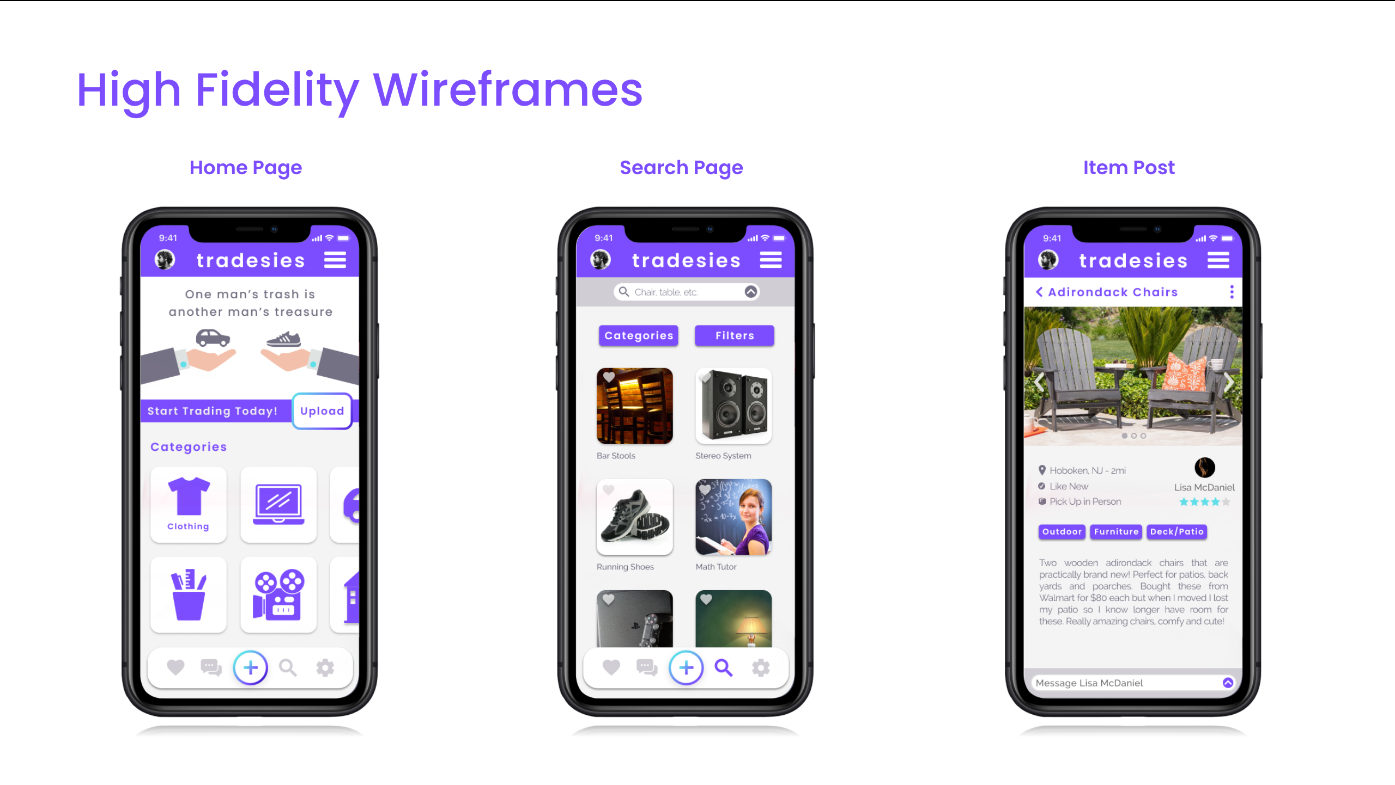 High Fidelity Wireframes
Home Page
9:41
tradesies
One man's trash is
another man's treasure
Start Trading Today!
Upload
Categories
Clothing
Search Page
9:41
tradesies
Chair, table, etc.
Categories
Filters
Bar Stools
Stereo System
Running Shoes
Math Tutor
Item Post
9:41
tradesies
Adirondack Chairs
Hoboken, NJ - 2mi
Like New
Pick Up in Person
Lisa McDaniel
Outdoor
Furniture
Deck/Patio
Two wooden adirondack chairs that are
practically brand new! Perfect for patios, back
yards and poarches. Bought these from
Walmart for $80 each but when I moved I lost
my patio so I know longer have room for
these. Really amazing chairs, comfy and cute!
Message Lisa McDaniel